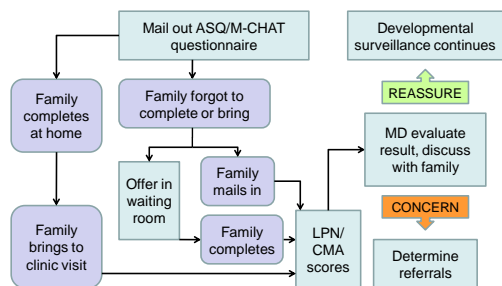 Mail out ASQ/M-CHAT
questionnaire
Developmental
surveillance continues
Family
completes
at home
Family forgot to
complete or bring
REASSURE
MD evaluate
result, discuss
with family
Offer in
waiting
room
Family
mails in
CONCERN
Family
brings to
clinic visit
Family
completes
LPN/
CMA
scores
Determine
referrals